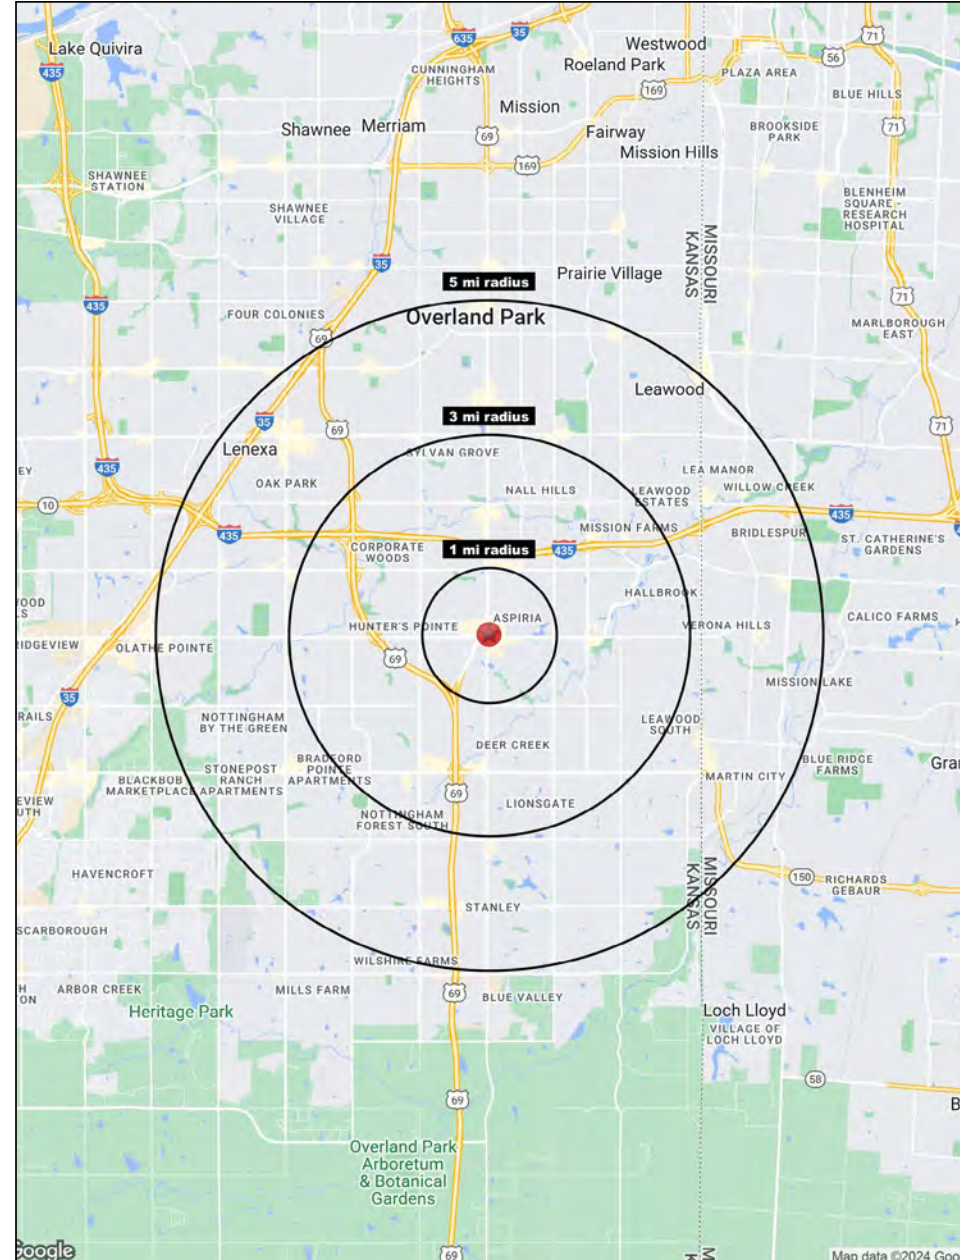 Lake Quivira
435
635
35
Westwood
Roeland Park
71
56
PLAZA AREA
CUNNINGHAM
HEIGHTS
169
BLUE HILLS
Mission
Shawnee
Merriam
69
Fairway
BROOKSIDE
PARK
71
Mission Hills
169
SHAWNEE
STATION
SHAWNEE
VILLAGE
BLENHEIM
SQUARE -
RESEARCH
HOSPITAL
MISSOURI
KANSAS
35
Prairie Village
5 mi radius
71
435
FOUR COLONIES
Overland Park
MARLBOROUGH
EAST
69
Leawood
3 mi radius
35
69
71
Lenexa
SYLVAN GROVE
435
LEA MANOR
OAK PARK
NALL HILLS
LEAWOOD
ESTATES
WILLOW CREEK
10
435
MISSION FARMS
435
BRIDLESPUR
ST. CATHERINE'S
GARDENS
CORPORATE
WOODS
1 mi radius
435
HALLBROOK
ASPIRIA
HUNTER'S POINTE
VERONA HILLS
CALICO FARMS
RIDGEVIEW
OLATHE POINTE
69
35
MISSION LAKE
RAILS
NOTTINGHAM
BY THE GREEN
LEAWOOD
SOUTH
DEER CREEK
BRADFORD
POINTE
APARTMENTS
STONEPOST
RANCH
APARTMENTS
BLACKBOB
MARKETPLACE
BLUE RIDGE
FARMS
Gra
MARTIN CITY
69
LIONSGATE
NOTTINGHAM
FOREST SOUTH
HAVENCROFT
MISSOURI
KANSAS
150
RICHARDS
GEBAUR
STANLEY
SCARBOROUGH
WILSHIRE FARMS
ARBOR CREEK
MILLS FARM
69
BLUE VALLEY
Heritage Park
Loch Lloyd
VILLAGE OF
LOCH LLOYD
58
69
Overland Park
Arboretum
& Botanical
Gardens
69
Google
Map data ©2024 Goo